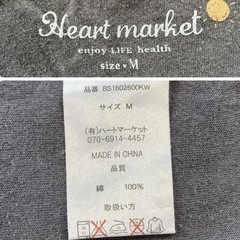 Heart market
enjoy LIFE health
size • M
品番 BS1602600KW
サイズ M
(有)ハートマーケット
070-6914-4457
MADE IN CHINA
品質
綿 100%
取扱い方